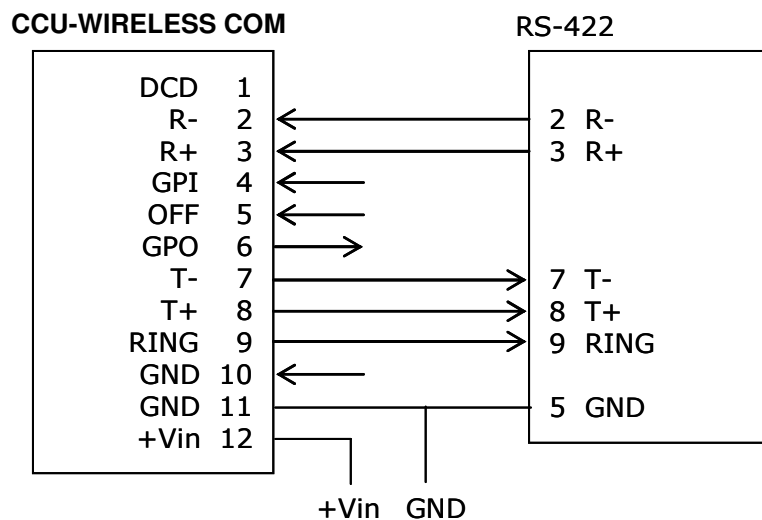 CCU-WIRELESS COM
RS-422
DCD 1
R- 2
2 R-
R+ 3
3 R+
GPI 4
OFF 5
GPO 6
T- 7
7 T-
T+ 8
8 T+
RING 9
9 RING
GND 10
GND 11
5 GND
+Vin 12
+Vin GND